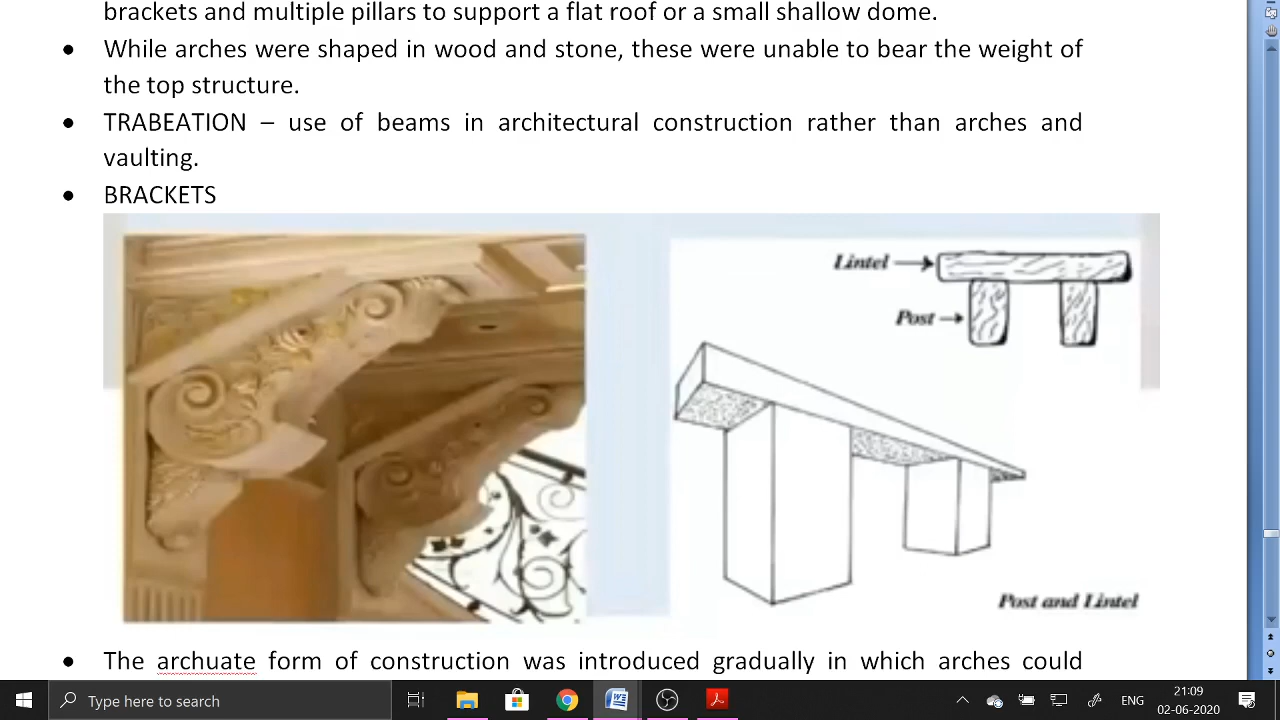 brackets and multiple pillars to support a flat roof or a small shallow dome.
● While arches were shaped in wood and stone, these were unable to bear the weight of
the top structure.
● TRABEATION – use of beams in architectural construction rather than arches and
vaulting.
● BRACKETS
Lintel
Post
Post and Lintel
● The archuate form of construction was introduced gradually in which arches could
Type here to search
ENG
21:09
02-06-2020